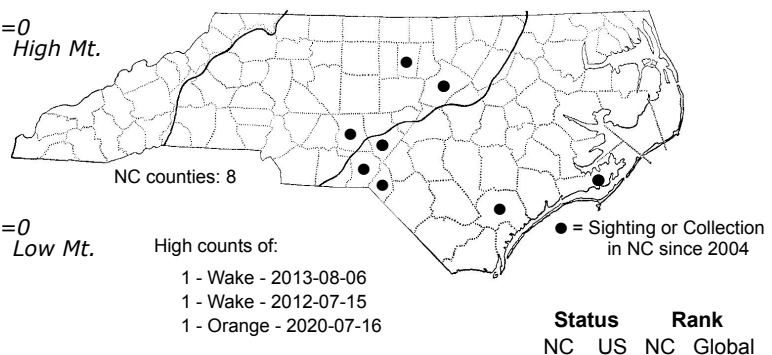 =0
High Mt.
NC counties: 8
=0
Low Mt.
High counts of:
1 - Wake - 2013-08-06
1 - Wake - 2012-07-15
1 - Orange - 2020-07-16
● = Sighting or Collection
in NC since 2004
Status Rank
NC US NC Global